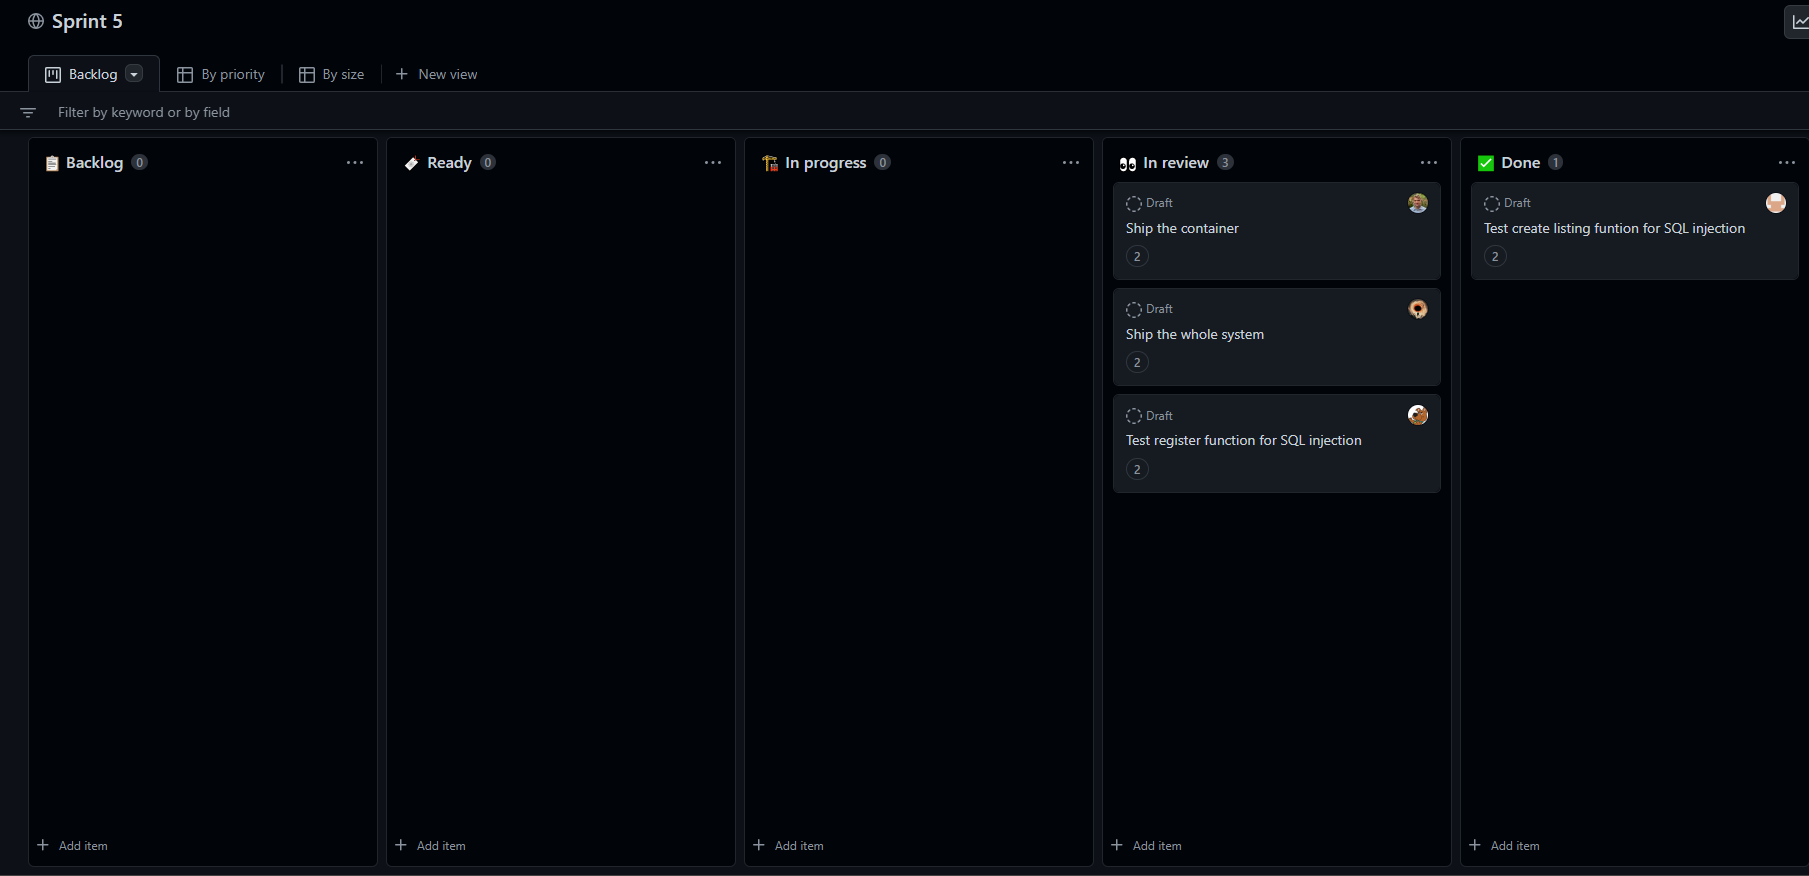 Sprint 5
Backlog
By priority
By size
New view
Filter by keyword or by field
Backlog 0
Ready 0
In progress 0
In review 3
Draft
Ship the container
2
Draft
Ship the whole system
2
Draft
Test register function for SQL injection
2
Done 1
Draft
Test create listing funtion for SQL injection
2
Add item
Add item
Add item
Add item
Add item